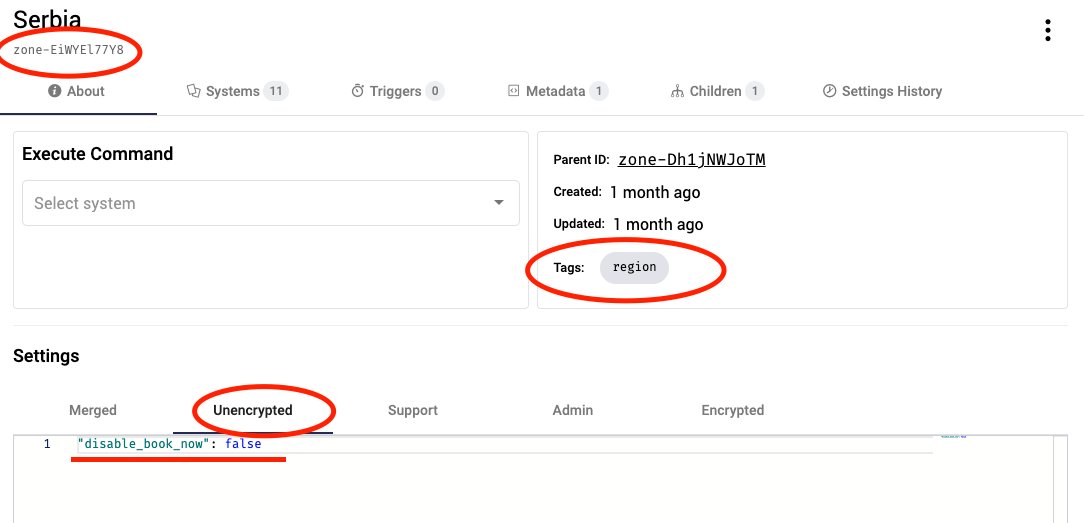 Serbia
zone-EiWYEl77Y8
About
Systems 11
Triggers 0
Metadata 1
Children 1
Settings History
Execute Command
Select system
Parent ID: zone-Dh1jNWJoTM
Created: 1 month ago
Updated: 1 month ago
Tags: region
Settings
Merged
Unencrypted
Support
Admin
Encrypted
1 "disable_book_now": false